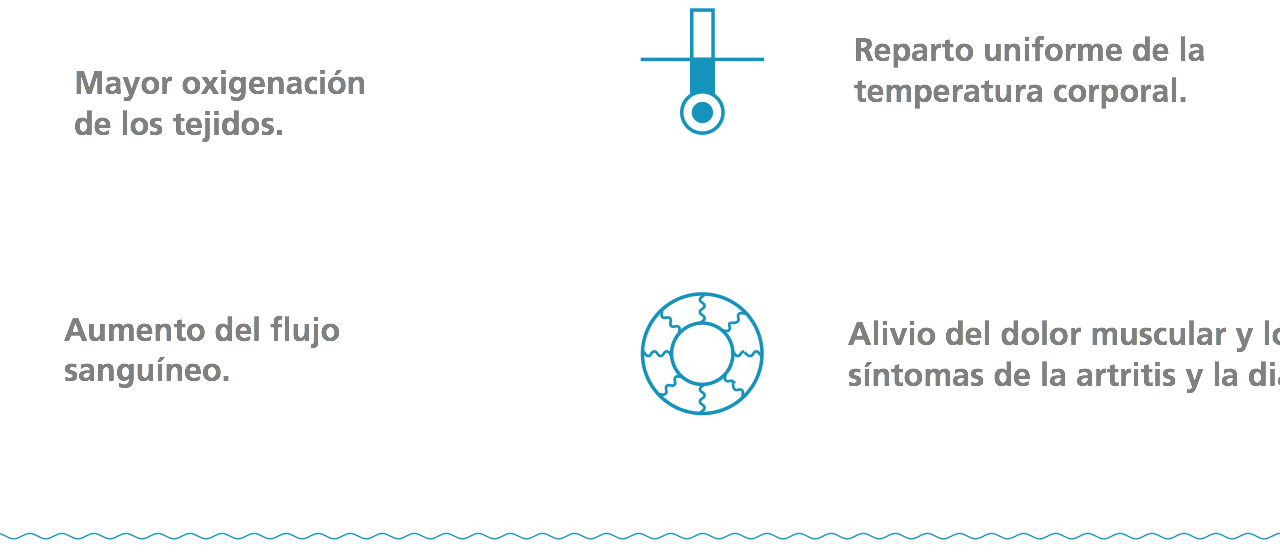 Mayor oxigenación
de los tejidos.
Reparto uniforme de la
temperatura corporal.
Aumento del flujo
sanguíneo.
Alivio del dolor muscular y
síntomas de la artritis y la